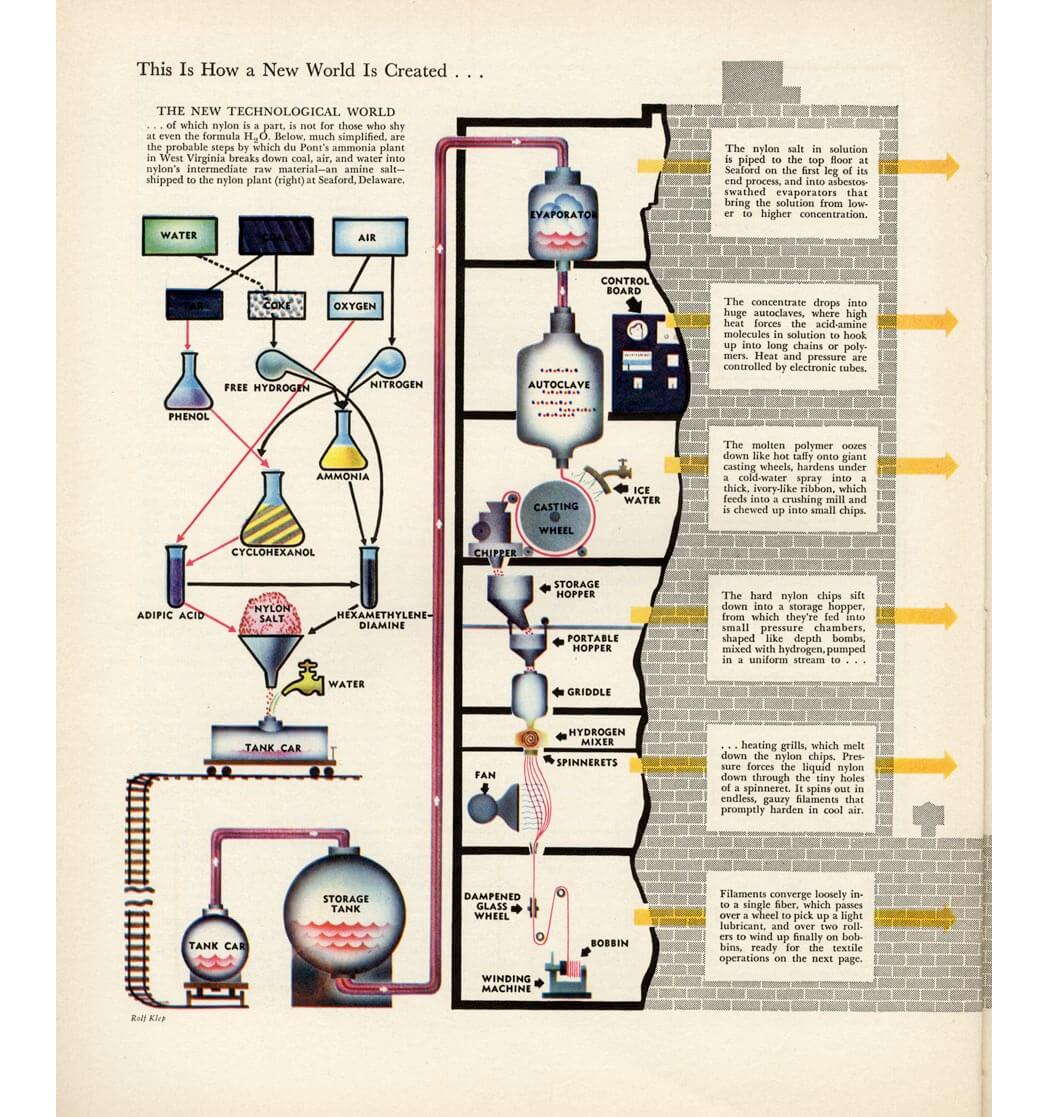 This Is How a New World Is Created . . .
THE NEW TECHNOLOGICAL WORLD
. . . of which nylon is a part, is not for those who shy
at even the formula H₂O. Below, much simplified, are
the probable steps by which du Pont's ammonia plant
in West Virginia breaks down coal, air, and water into
nylon's intermediate raw material—an amine salt—
shipped to the nylon plant (right) at Seaford, Delaware.
WATER
COAL
AIR
TAR
COKE
OXYGEN
FREE HYDROGEN
NITROGEN
PHENOL
AMMONIA
CYCLOHEXANOL
ADIPIC ACID
NYLON
SALT
HEXAMETHYLENE-
DIAMINE
WATER
TANK CAR
STORAGE
TANK
TANK CAR
Rolf Klep
EVAPORATOR
CONTROL
BOARD
AUTOCLAVE
ICE
WATER
CASTING
WHEEL
CHIPPER
STORAGE
HOPPER
PORTABLE
HOPPER
GRIDDLE
HYDROGEN
MIXER
SPINNERETS
FAN
DAMPENED
GLASS
WHEEL
BOBBIN
WINDING
MACHINE
The nylon salt in solution
is piped to the top floor at
Seaford on the first leg of its
end process, and into asbestos-
swathed evaporators that
bring the solution from low-
er to higher concentration.
The concentrate drops into
huge autoclaves, where high
heat forces the acid-amine
molecules in solution to hook
up into long chains or poly-
mers. Heat and pressure are
controlled by electronic tubes.
The molten polymer oozes
down like hot taffy onto giant
casting wheels, hardens under
a cold-water spray into a
thick, ivory-like ribbon, which
feeds into a crushing mill and
is chewed up into small chips.
The hard nylon chips sift
down into a storage hopper,
from which they're fed into
small pressure chambers,
shaped like depth bombs,
mixed with hydrogen, pumped
in a uniform stream to . . .
. . . heating grills, which melt
down the nylon chips. Pres-
sure forces the liquid nylon
down through the tiny holes
of a spinneret. It spins out in
endless, gauzy filaments that
promptly harden in cool air.
Filaments converge loosely in-
to a single fiber, which passes
over a wheel to pick up a light
lubricant, and over two roll-
ers to wind up finally on bob-
bins, ready for the textile
operations on the next page.